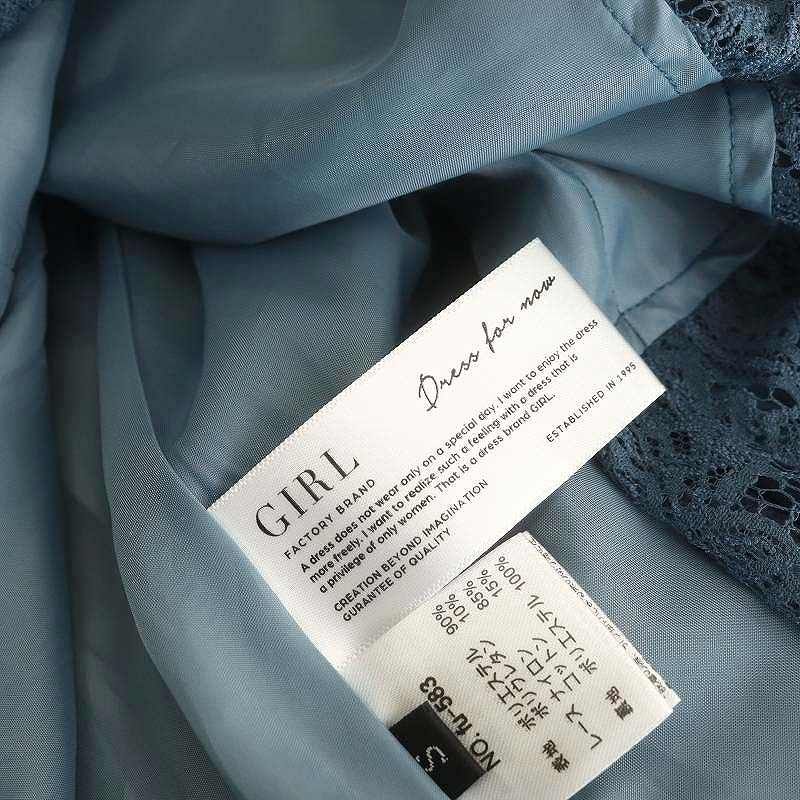 Dress for now
GIRL
FACTORY BRAND
A dress does not wear only on a special day. I want to enjoy the dress
more freely. I want to realize such a feeling with a dress that is
a privilege of only women. That is a dress brand GIRL.
CREATION BEYOND IMAGINATION
GURANTEE OF QUALITY
ESTABLISHED IN 1995
NO. fu-583
表地 ポリエステル 90%
ポリウレタン 10%
レース ナイロン 85%
コットン 15%
裏地 ポリエステル 100%
S